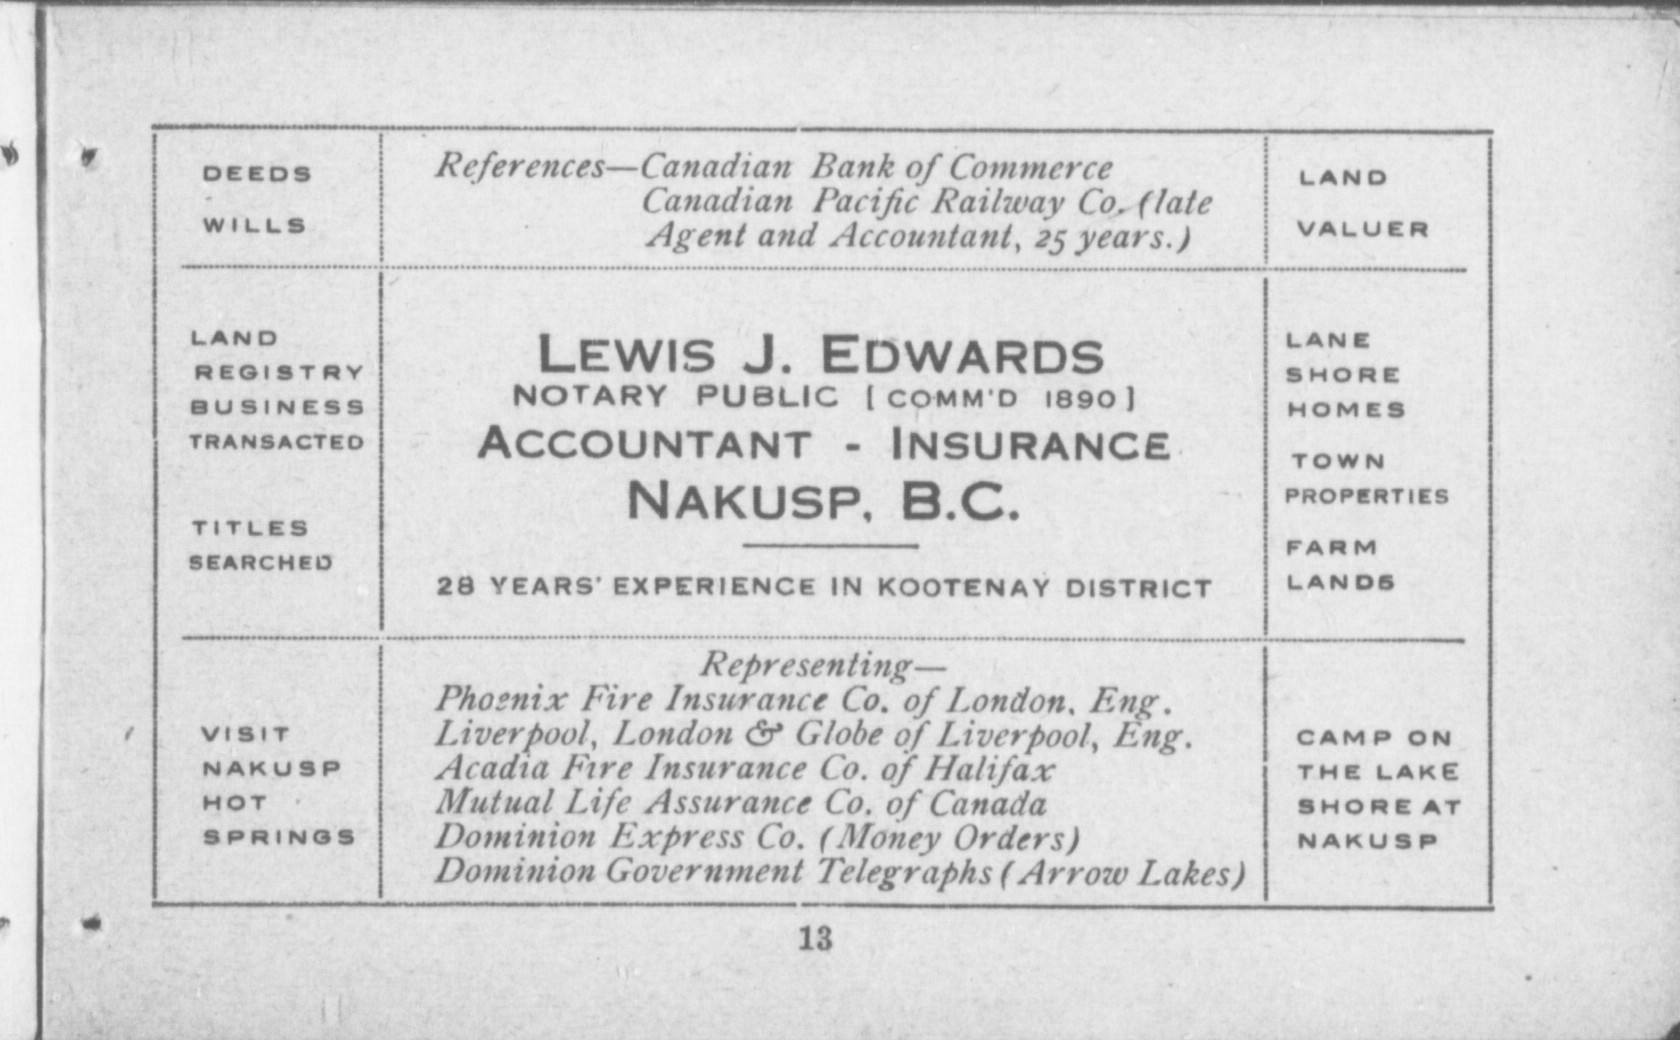 DEEDS
WILLS
References—Canadian Bank of Commerce
Canadian Pacific Railway Co. (late
Agent and Accountant, 25 years.)
LAND
VALUER
LAND
REGISTRY
BUSINESS
TRANSACTED
TITLES
SEARCHED
LEWIS J. EDWARDS
NOTARY PUBLIC [COMM'D 1890]
ACCOUNTANT - INSURANCE
NAKUSP, B.C.
28 YEARS' EXPERIENCE IN KOOTENAY DISTRICT
LANE
SHORE
HOMES
TOWN
PROPERTIES
FARM
LANDS
VISIT
NAKUSP
HOT
SPRINGS
Representing—
Phoenix Fire Insurance Co. of London, Eng.
Liverpool, London & Globe of Liverpool, Eng.
Acadia Fire Insurance Co. of Halifax
Mutual Life Assurance Co. of Canada
Dominion Express Co. (Money Orders)
Dominion Government Telegraphs (Arrow Lakes)
CAMP ON
THE LAKE
SHORE AT
NAKUSP
13